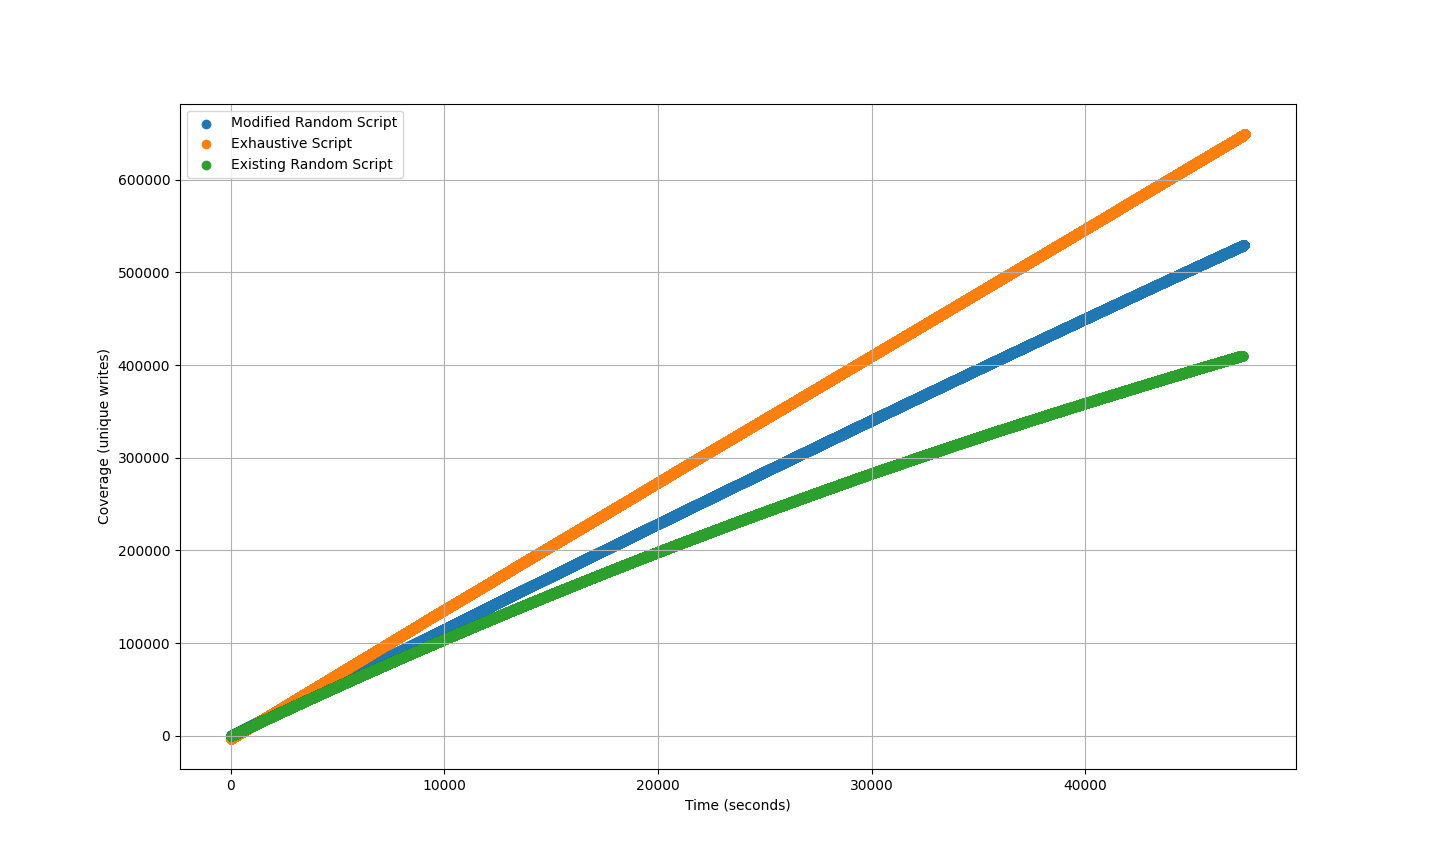 Modified Random Script
Exhaustive Script
Existing Random Script
600000
500000
400000
300000
200000
100000
0
Coverage (unique writes)
0 10000 20000 30000 40000
Time (seconds)